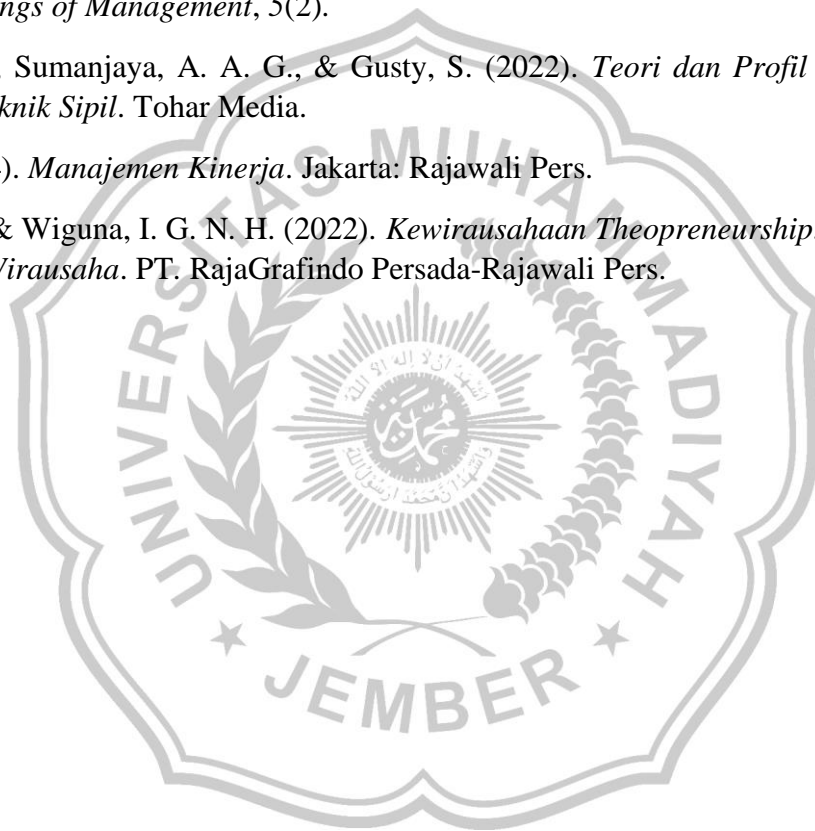 ngs of Management, 5(2).
, Sumanjaya, A. A. G., & Gusty, S. (2022). Teori dan Profil
knik Sipil. Tohar Media.
). Manajemen Kinerja. Jakarta: Rajawali Pers.
& Wiguna, I. G. N. H. (2022). Kewirausahaan Theopreneurship.
Wirausaha. PT. RajaGrafindo Persada-Rajawali Pers.
UNIVERSITAS MUHAMMADIYAH
JEMBER